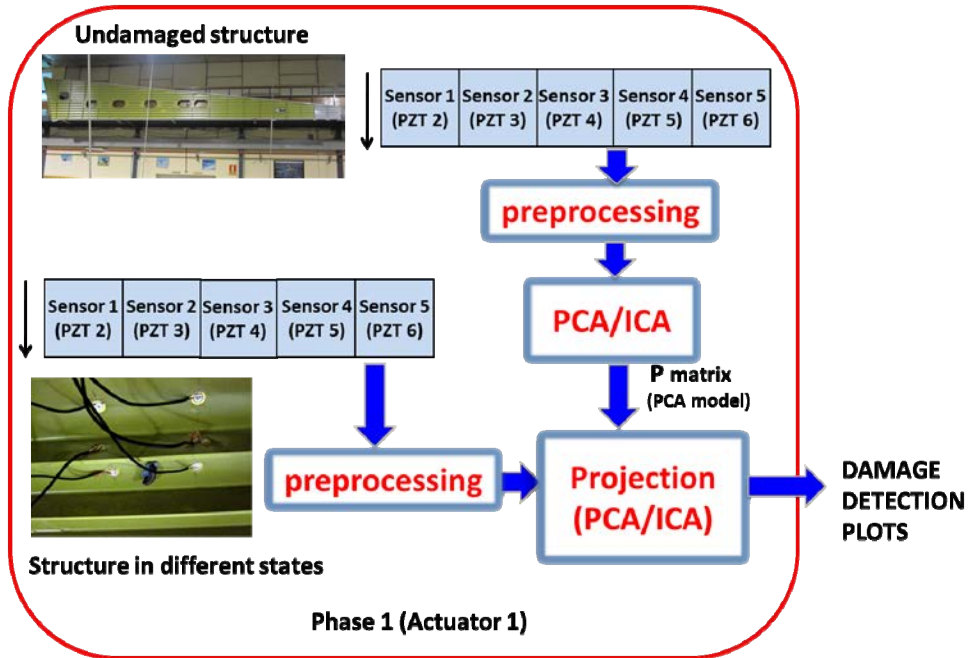 Undamaged structure
Sensor 1 Sensor 2 Sensor 3 Sensor 4 Sensor 5
(PZT 2) (PZT 3) (PZT 4) (PZT 5) (PZT 6)
preprocessing
PCA/ICA
P matrix
(PCA model)
Sensor 1 Sensor 2 Sensor 3 Sensor 4 Sensor 5
(PZT 2) (PZT 3) (PZT 4) (PZT 5) (PZT 6)
preprocessing
Projection
(PCA/ICA)
DAMAGE
DETECTION
PLOTS
Structure in different states
Phase 1 (Actuator 1)